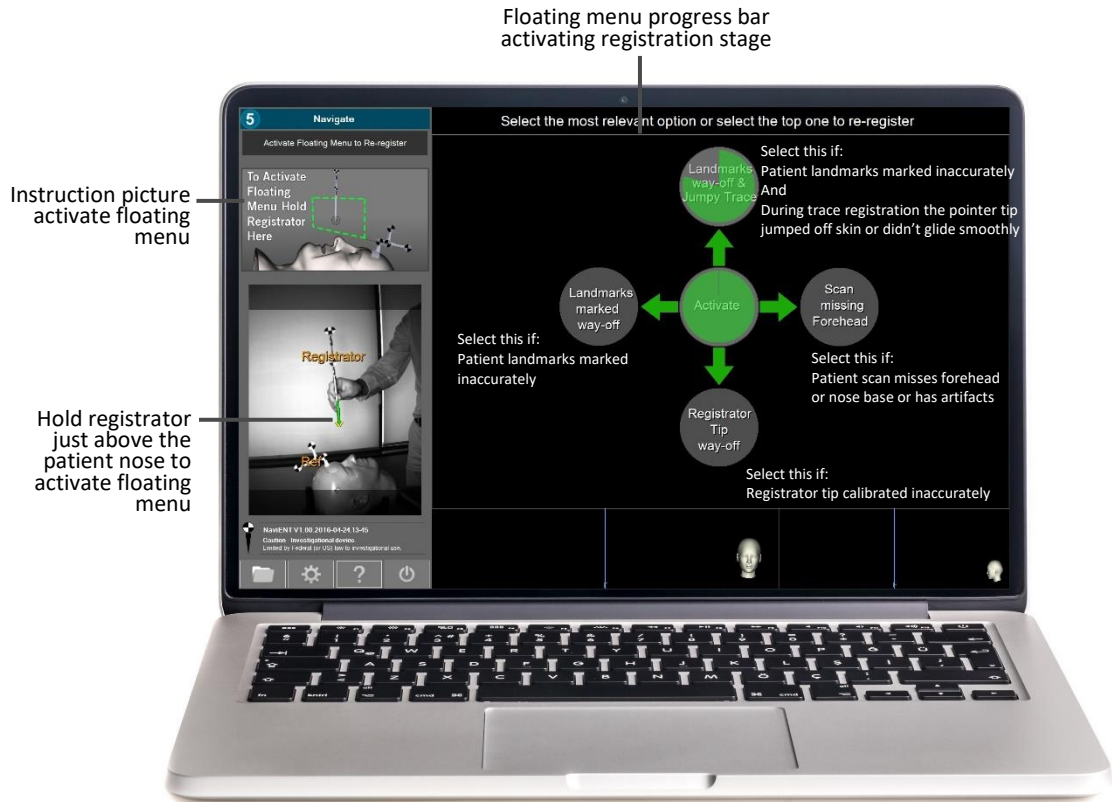 Floating menu progress bar
activating registration stage
Instruction picture
activate floating
menu
Hold registrator
just above the
patient nose to
activate floating
menu
5 Navigate
Activate Floating Menu to Re-register
To Activate
Floating
Menu Hold
Registrator
Here
Registrator
Ref
NaviENT V1.00.2016-04-24.13-45
Caution Investigational device.
Limited by Federal (or US) law to investigational use.
?
Select the most relevant option or select the top one to re-register
Landmarks
way-off &
Jumpy Trace
Select this if:
Patient landmarks marked inaccurately
And
During trace registration the pointer tip
jumped off skin or didn’t glide smoothly
Landmarks
marked
way-off
Select this if:
Patient landmarks marked
inaccurately
Activate
Scan
missing
Forehead
Select this if:
Patient scan misses forehead
or nose base or has artifacts
Registrator
Tip
way-off
Select this if:
Registrator tip calibrated inaccurately
Q W E R T Y U I O P Ğ Ü
A S D F G H J K L Ş İ
Z X C V B N M Ö Ç
fn kntrl cmd cmd alt